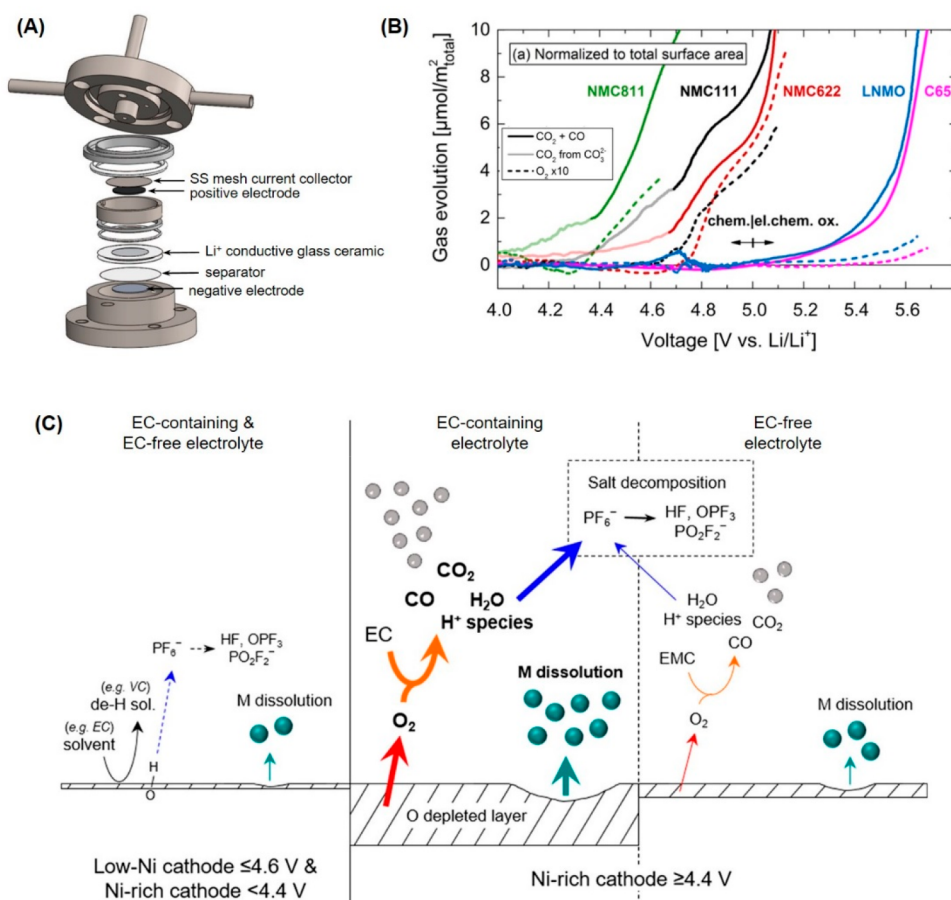 (A)
SS mesh current collector
positive electrode
Li⁺ conductive glass ceramic
separator
negative electrode
(B)
(a) Normalized to total surface area
NMC811
NMC111
NMC622
LNMO
C65
CO₂ + CO
CO₂ from CO₃²⁻
O₂ x10
chem.|el.chem. ox.
Gas evolution [μmol/m²total]
10
8
6
4
2
0
4.0 4.2 4.4 4.6 4.8 5.0 5.2 5.4 5.6
Voltage [V vs. Li/Li⁺]
(C)
EC-containing &
EC-free electrolyte
EC-containing
electrolyte
EC-free
electrolyte
Salt decomposition
PF₆⁻
HF, OPF₃
PO₂F₂⁻
CO₂
CO
H₂O
H⁺ species
EC
O₂
M dissolution
O depleted layer
PF₆⁻
HF, OPF₃
PO₂F₂⁻
(e.g. VC)
de-H sol.
(e.g. EC)
solvent
H
O
M dissolution
H₂O
H⁺ species
CO₂
CO
EMC
O₂
M dissolution
Low-Ni cathode ≤4.6 V &
Ni-rich cathode <4.4 V
Ni-rich cathode ≥4.4 V